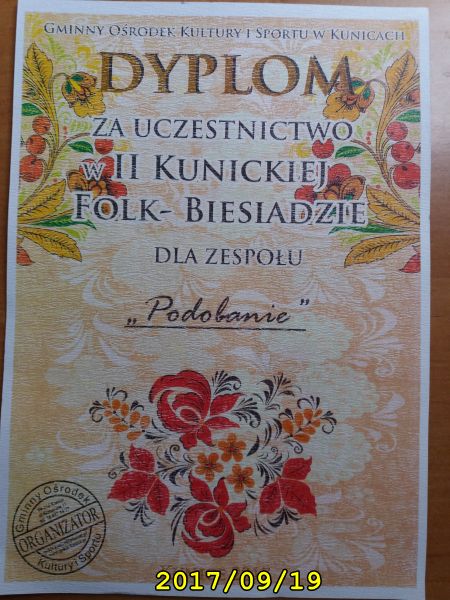 Gminny Ośrodek Kultury i Sportu w Kunicach
DYPLOM
ZA UCZESTNICTWO
w II KUNICKIEJ
FOLK- BIESIADZIE
DLA ZESPOŁU
„Podobanie"
Gminny Ośrodek
ORGANIZATOR
Kultury i Sportu
2017/09/19